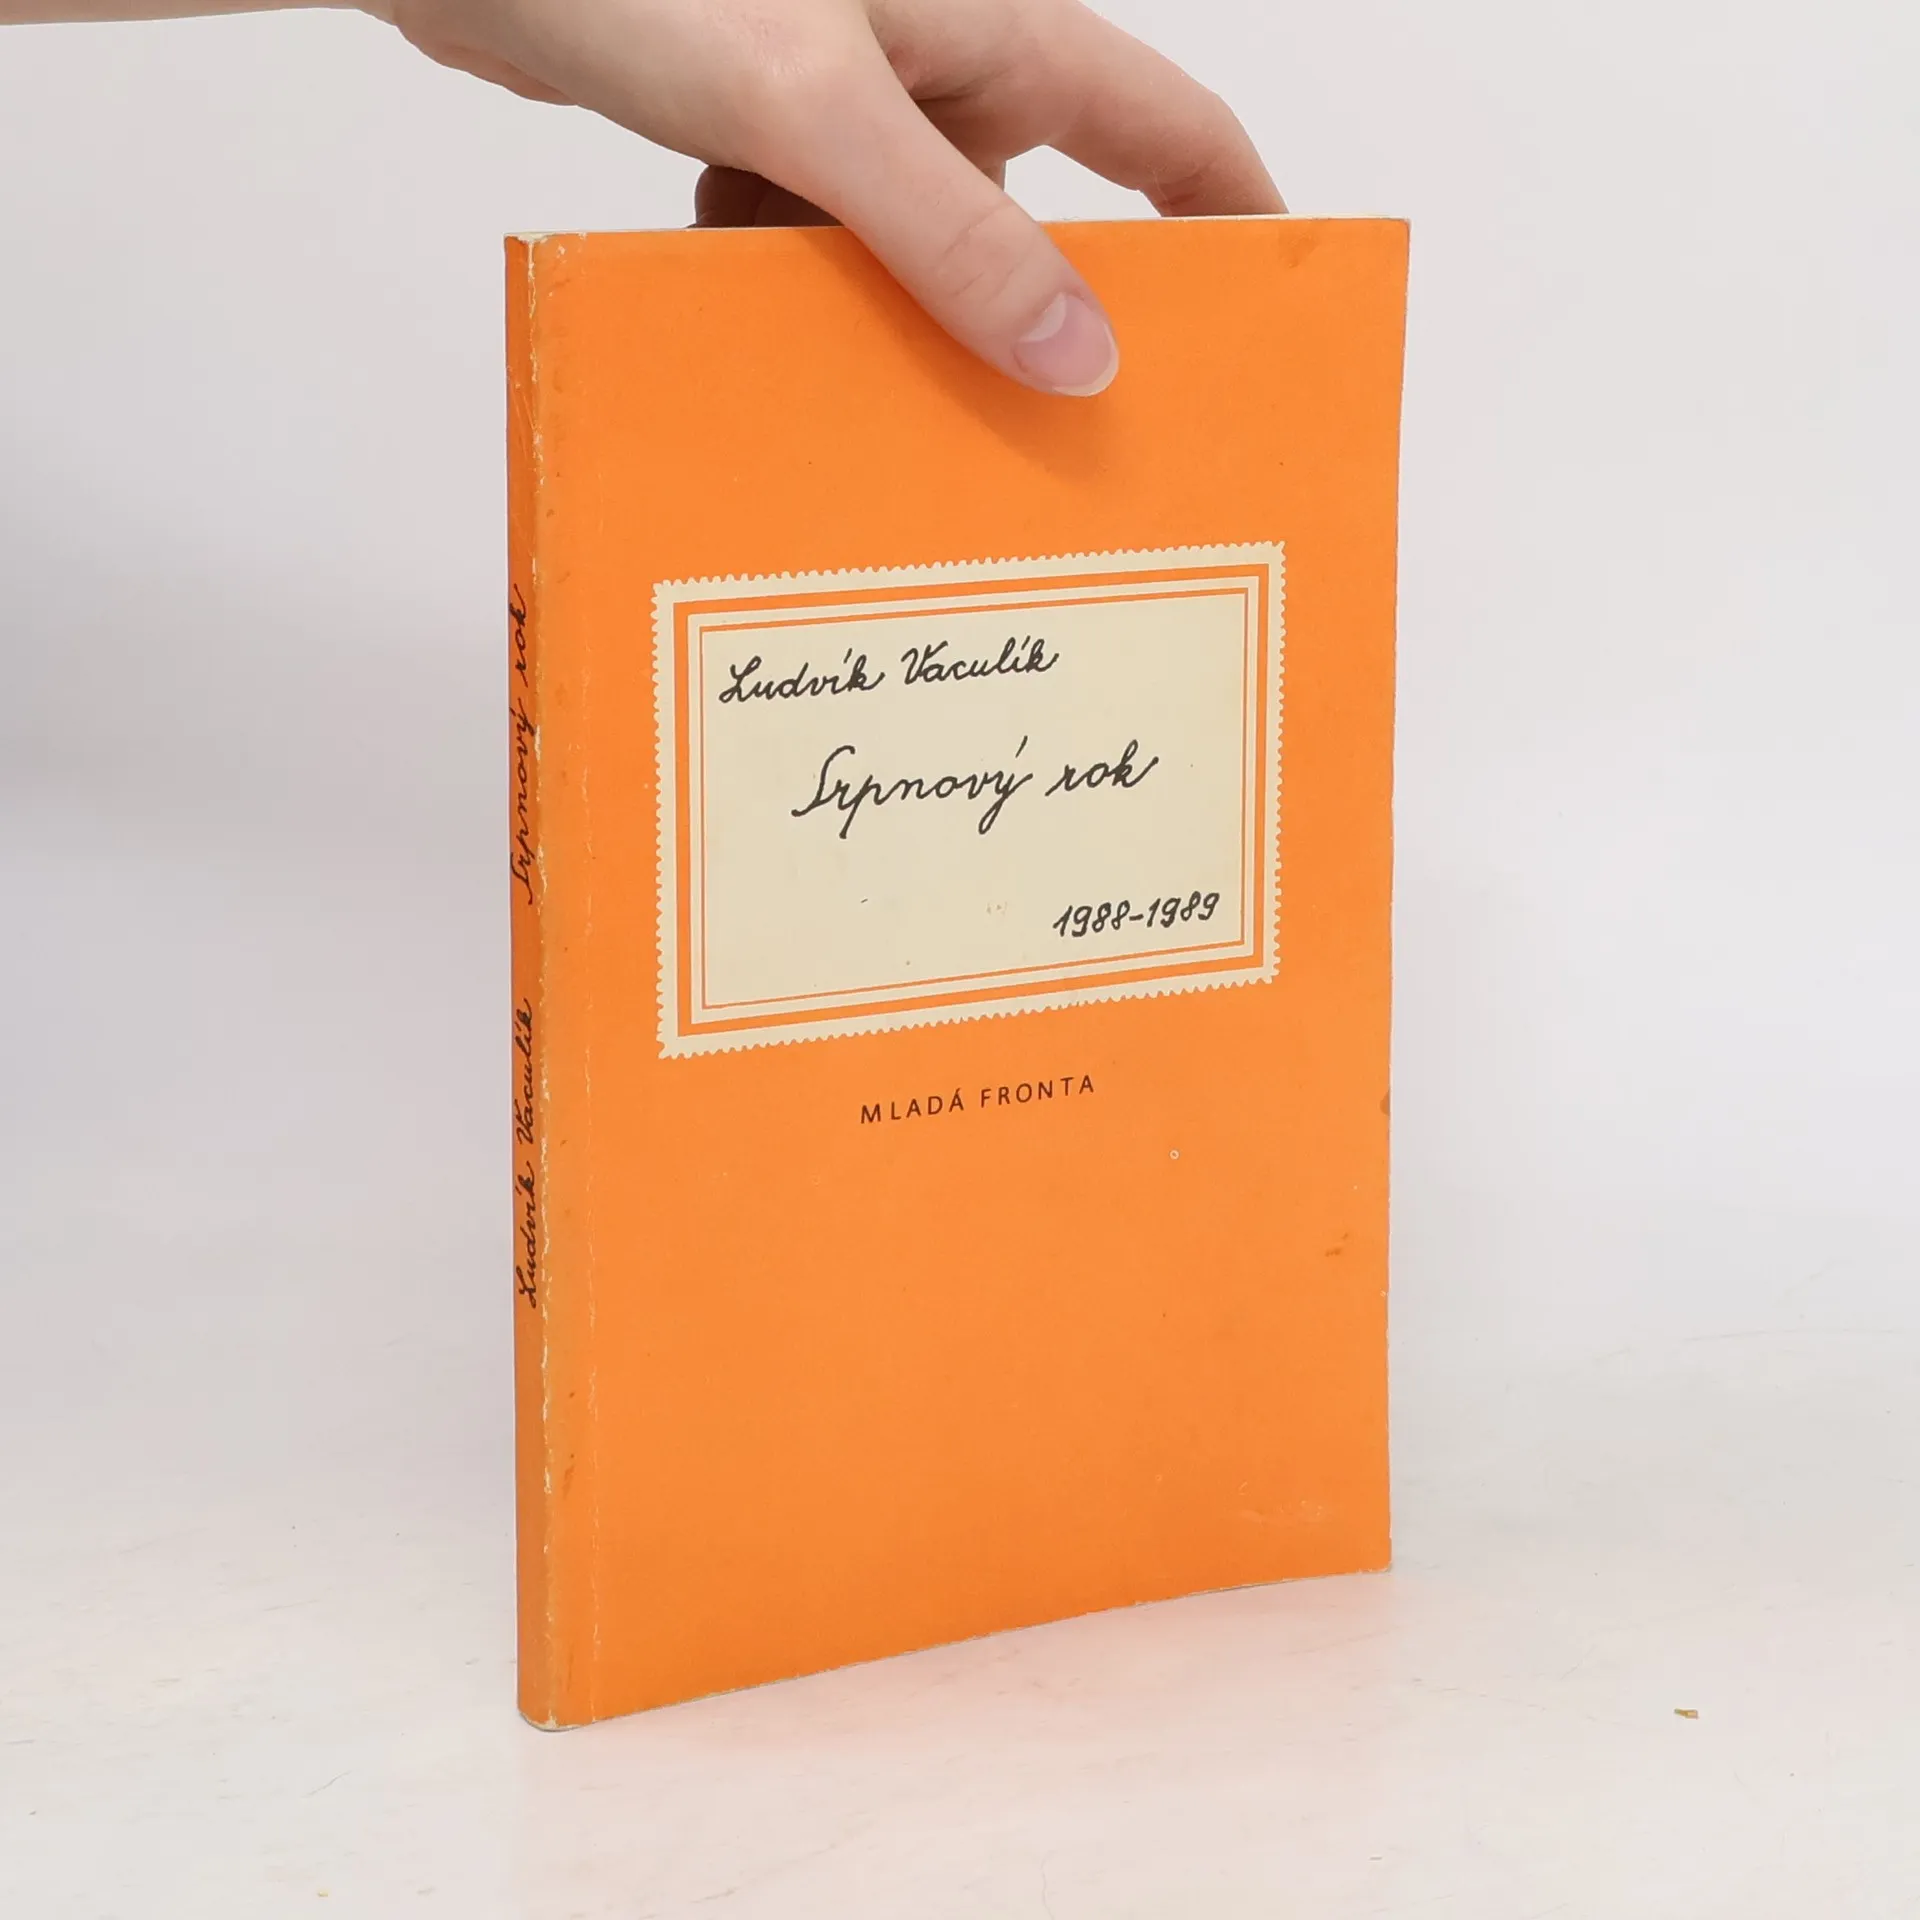 Ludvík Vaculík
Srpnový rok
1988-1989
MLADÁ FRONTA
Ludvík Vaculík Srpnový rok